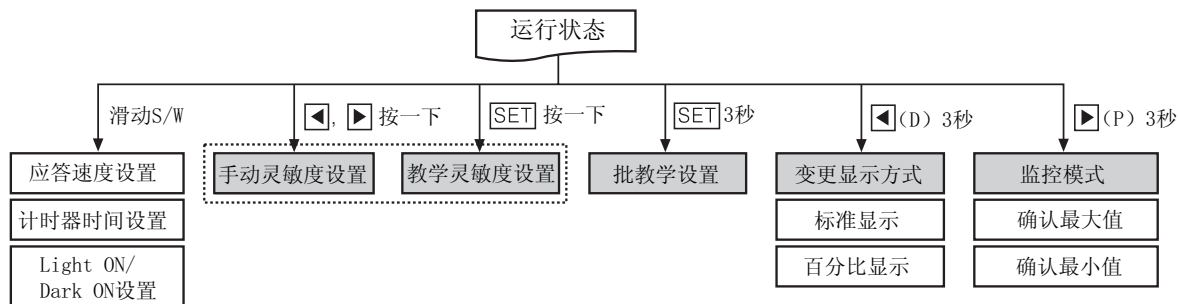 运行状态
滑动S/W
◀, ▶ 按一下
SET 按一下
SET 3秒
◀(D) 3秒
▶(P) 3秒
应答速度设置
手动灵敏度设置
教学灵敏度设置
批教学设置
变更显示方式
监控模式
计时器时间设置
标准显示
确认最大值
Light ON/
Dark ON设置
百分比显示
确认最小值